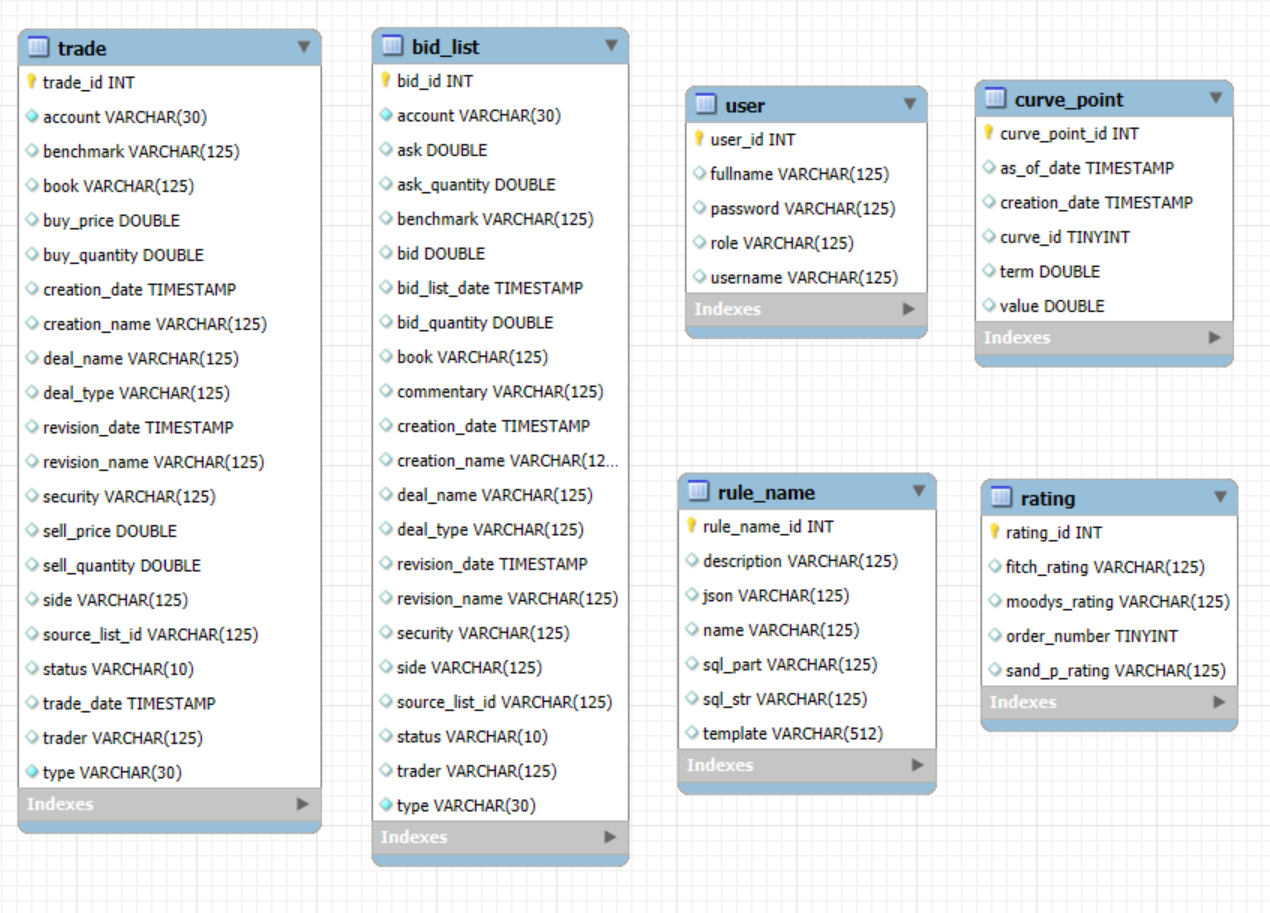 trade
trade_id INT
account VARCHAR(30)
benchmark VARCHAR(125)
book VARCHAR(125)
buy_price DOUBLE
buy_quantity DOUBLE
creation_date TIMESTAMP
creation_name VARCHAR(125)
deal_name VARCHAR(125)
deal_type VARCHAR(125)
revision_date TIMESTAMP
revision_name VARCHAR(125)
security VARCHAR(125)
sell_price DOUBLE
sell_quantity DOUBLE
side VARCHAR(125)
source_list_id VARCHAR(125)
status VARCHAR(10)
trade_date TIMESTAMP
trader VARCHAR(125)
type VARCHAR(30)
Indexes
bid_list
bid_id INT
account VARCHAR(30)
ask DOUBLE
ask_quantity DOUBLE
benchmark VARCHAR(125)
bid DOUBLE
bid_list_date TIMESTAMP
bid_quantity DOUBLE
book VARCHAR(125)
commentary VARCHAR(125)
creation_date TIMESTAMP
creation_name VARCHAR(12...
deal_name VARCHAR(125)
deal_type VARCHAR(125)
revision_date TIMESTAMP
revision_name VARCHAR(125)
security VARCHAR(125)
side VARCHAR(125)
source_list_id VARCHAR(125)
status VARCHAR(10)
trader VARCHAR(125)
type VARCHAR(30)
Indexes
user
user_id INT
fullname VARCHAR(125)
password VARCHAR(125)
role VARCHAR(125)
username VARCHAR(125)
Indexes
curve_point
curve_point_id INT
as_of_date TIMESTAMP
creation_date TIMESTAMP
curve_id TINYINT
term DOUBLE
value DOUBLE
Indexes
rule_name
rule_name_id INT
description VARCHAR(125)
json VARCHAR(125)
name VARCHAR(125)
sql_part VARCHAR(125)
sql_str VARCHAR(125)
template VARCHAR(512)
Indexes
rating
rating_id INT
fitch_rating VARCHAR(125)
moodys_rating VARCHAR(125)
order_number TINYINT
sand_p_rating VARCHAR(125)
Indexes